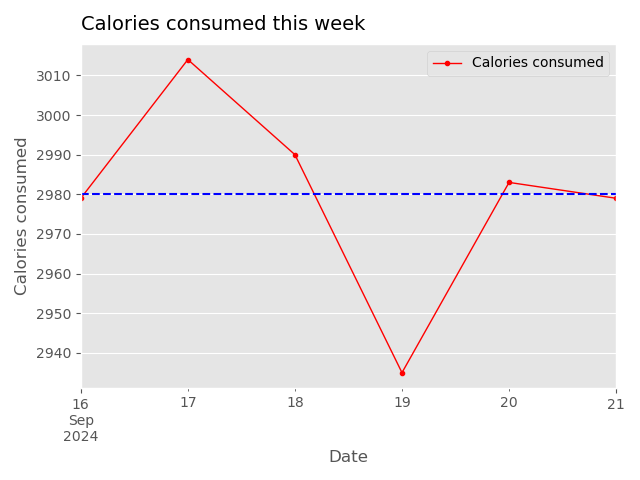 Calories consumed this week
Calories consumed
3010
3000
2990
2980
2970
2960
2950
2940
Calories consumed
16 17 18 19 20 21
Sep
2024
Date